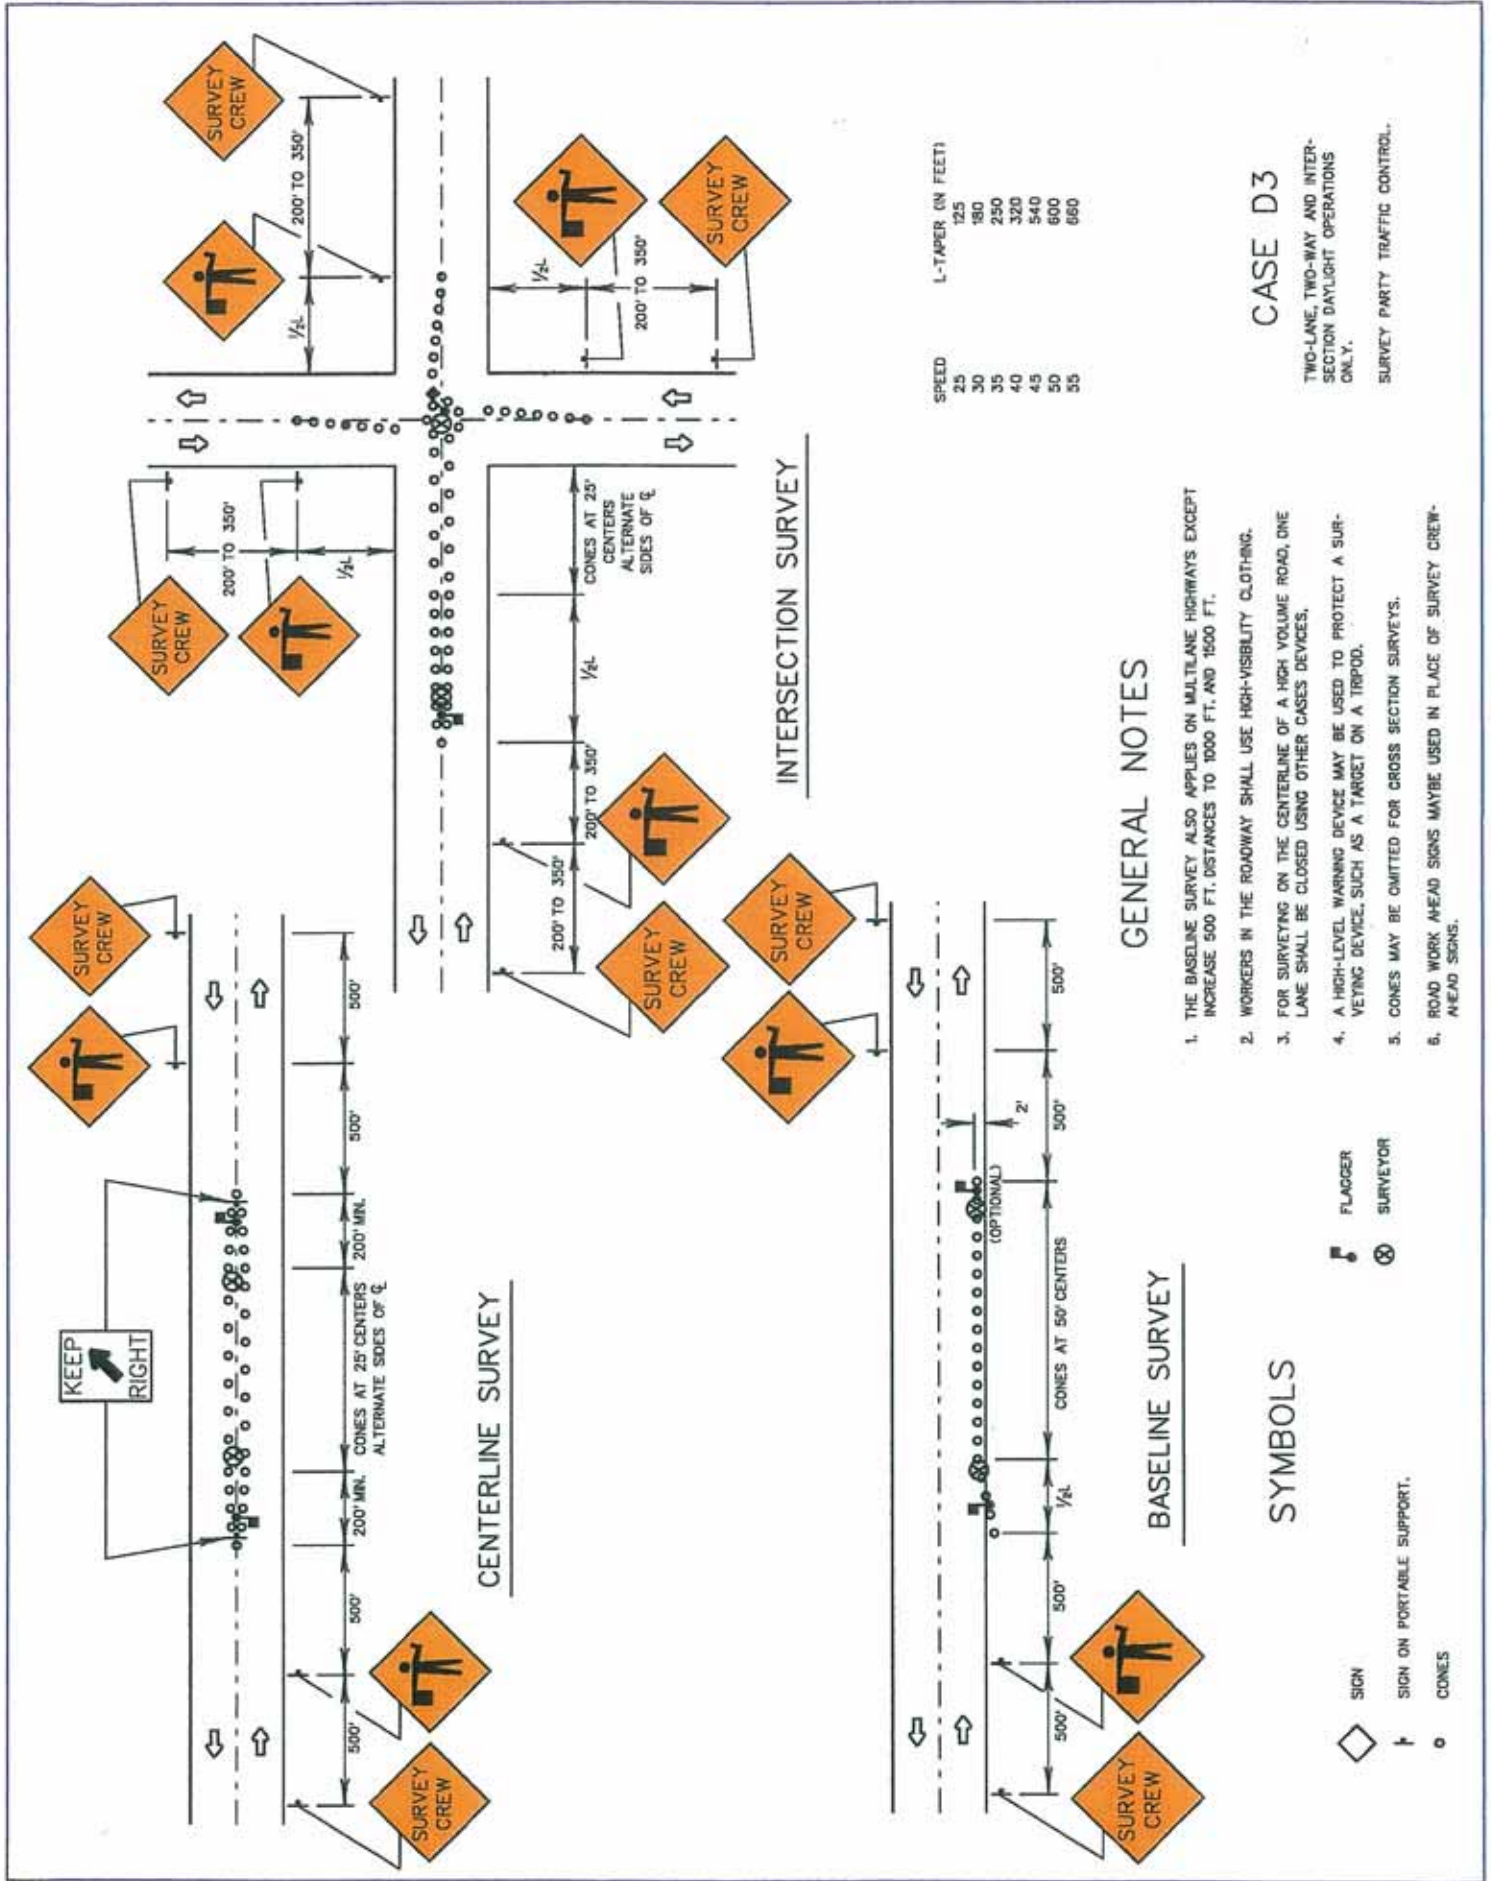 SURVEY
CREW
500'
500'
200' MIN.
CONES AT 25' CENTERS
ALTERNATE SIDES OF ℄
200' MIN.
500'
500'
SURVEY
CREW
KEEP
RIGHT
CENTERLINE SURVEY
SURVEY
CREW
200' TO 350'
½L
½L
200' TO 350'
SURVEY
CREW
SURVEY
CREW
200' TO 350'
200' TO 350'
½L
CONES AT 25'
CENTERS
ALTERNATE
SIDES OF ℄
½L
200' TO 350'
SURVEY
CREW
INTERSECTION SURVEY
SURVEY
CREW
500'
500'
½L
CONES AT 50' CENTERS
(OPTIONAL)
2'
500'
500'
SURVEY
CREW
BASELINE SURVEY
SYMBOLS
SIGN
SIGN ON PORTABLE SUPPORT.
CONES
FLAGGER
SURVEYOR
GENERAL NOTES
1. THE BASELINE SURVEY ALSO APPLIES ON MULTILANE HIGHWAYS EXCEPT
INCREASE 500 FT. DISTANCES TO 1000 FT. AND 1500 FT.
2. WORKERS IN THE ROADWAY SHALL USE HIGH-VISIBILITY CLOTHING.
3. FOR SURVEYING ON THE CENTERLINE OF A HIGH VOLUME ROAD, ONE
LANE SHALL BE CLOSED USING OTHER CASES DEVICES.
4. A HIGH-LEVEL WARNING DEVICE MAY BE USED TO PROTECT A SUR-
VEYING DEVICE, SUCH AS A TARGET ON A TRIPOD.
5. CONES MAY BE OMITTED FOR CROSS SECTION SURVEYS.
6. ROAD WORK AHEAD SIGNS MAYBE USED IN PLACE OF SURVEY CREW-
AHEAD SIGNS.
SPEED L-TAPER (IN FEET)
25 125
30 180
35 250
40 320
45 540
50 600
55 660
CASE D3
TWO-LANE, TWO-WAY AND INTER-
SECTION DAYLIGHT OPERATIONS
ONLY.
SURVEY PARTY TRAFFIC CONTROL.